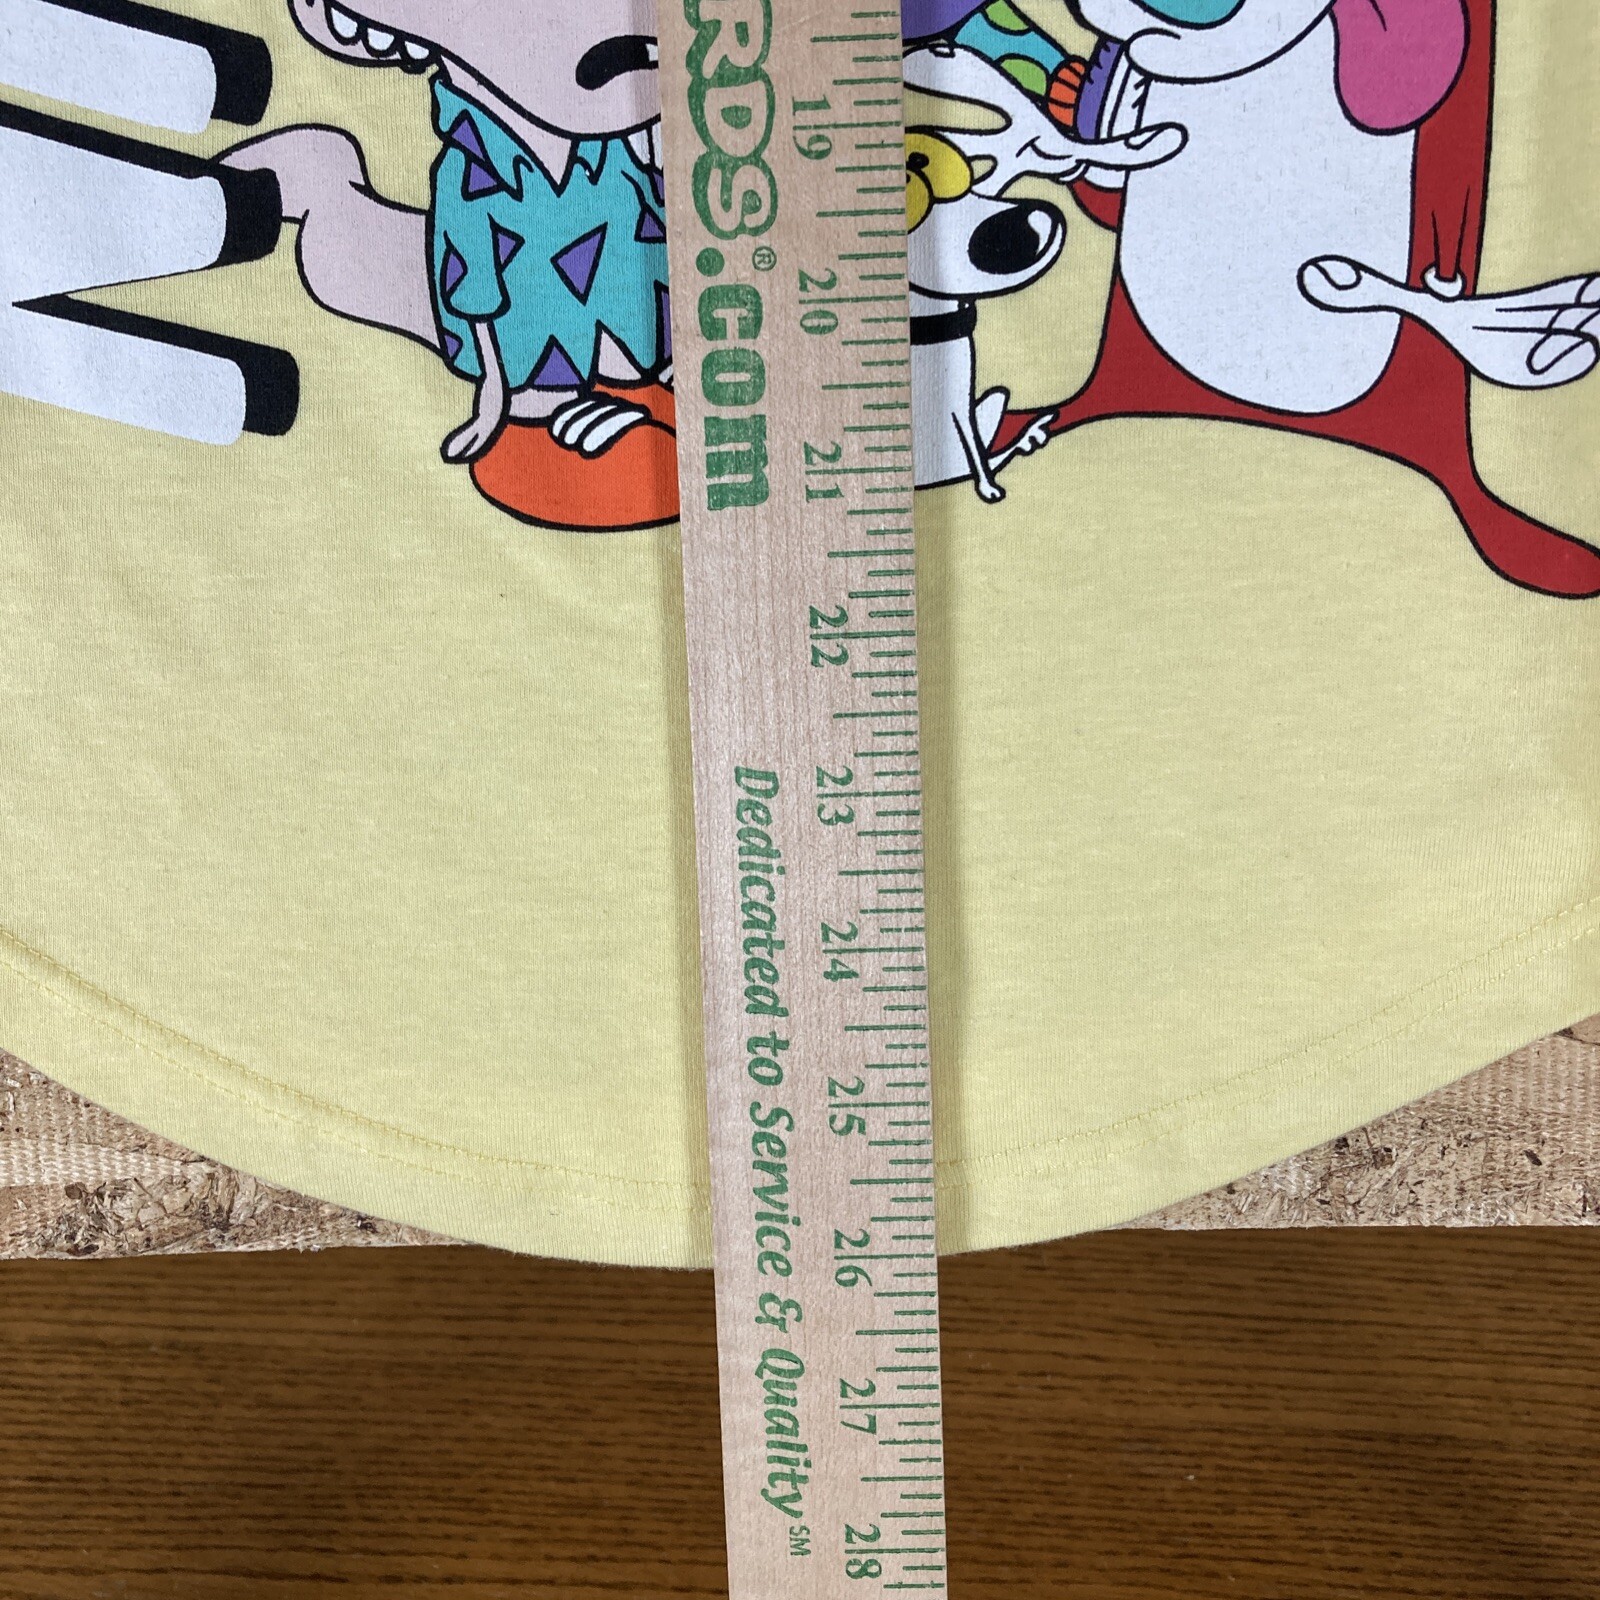 RDS®.com
19 20 21 22 23 24 25 26 27 28
Dedicated to Service & Quality℠